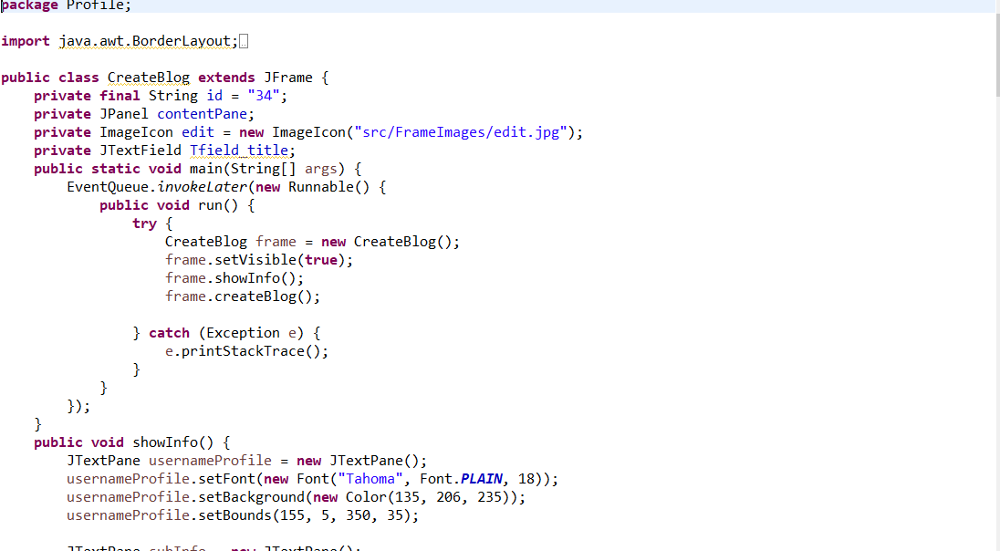 package Profile;
import java.awt.BorderLayout;
public class CreateBlog extends JFrame {
private final String id = "34";
private JPanel contentPane;
private ImageIcon edit = new ImageIcon("src/FrameImages/edit.jpg");
private JTextField Tfield_title;
public static void main(String[] args) {
EventQueue.invokeLater(new Runnable() {
public void run() {
try {
CreateBlog frame = new CreateBlog();
frame.setVisible(true);
frame.showInfo();
frame.createBlog();
} catch (Exception e) {
e.printStackTrace();
}
}
});
}
public void showInfo() {
JTextPane usernameProfile = new JTextPane();
usernameProfile.setFont(new Font("Tahoma", Font.PLAIN, 18));
usernameProfile.setBackground(new Color(135, 206, 235));
usernameProfile.setBounds(155, 5, 350, 35);
JTextPane subInfo = new JTextPane();